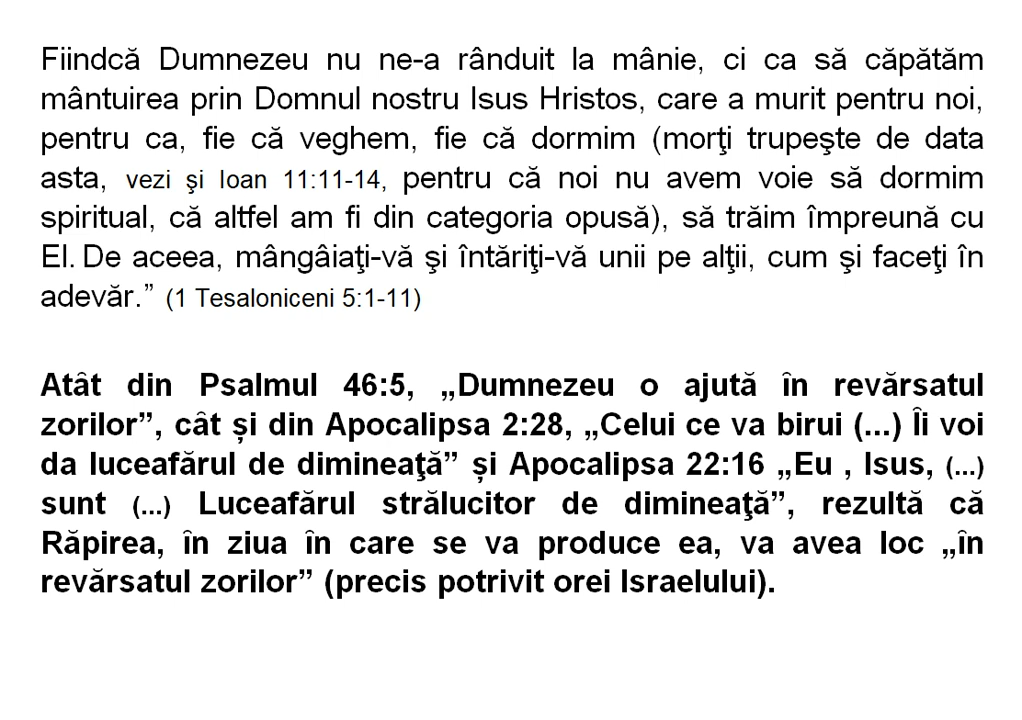 Fiindcă Dumnezeu nu ne-a rânduit la mânie, ci ca să căpătăm
mântuirea prin Domnul nostru Isus Hristos, care a murit pentru noi,
pentru ca, fie că veghem, fie că dormim (morţi trupeşte de data
asta, vezi şi Ioan 11:11-14, pentru că noi nu avem voie să dormim
spiritual, că altfel am fi din categoria opusă), să trăim împreună cu
El. De aceea, mângâiaţi-vă şi întăriţi-vă unii pe alţii, cum şi faceţi în
adevăr.” (1 Tesaloniceni 5:1-11)
Atât din Psalmul 46:5, „Dumnezeu o ajută în revărsatul
zorilor”, cât și din Apocalipsa 2:28, „Celui ce va birui (...) Îi voi
da luceafărul de dimineaţă” și Apocalipsa 22:16 „Eu , Isus, (...)
sunt (...) Luceafărul strălucitor de dimineaţă”, rezultă că
Răpirea, în ziua în care se va produce ea, va avea loc „în
revărsatul zorilor” (precis potrivit orei Israelului).